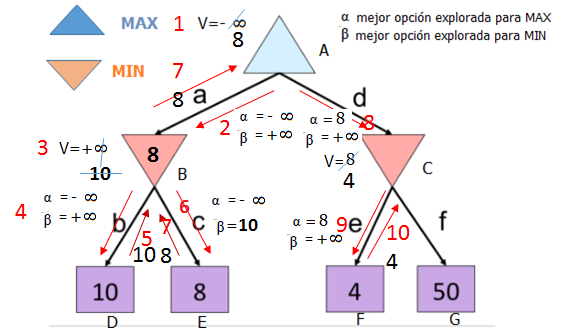 MAX
1
V=- ∞
8
α mejor opción explorada para MAX
β mejor opción explorada para MIN
A
MIN
7
8
a
d
2
α = - ∞
β = +∞
α = 8
β = +∞
8
3
V=+∞
10
8
B
V=8
4
C
4
α = - ∞
β = +∞
b
5
10
7
8
6
c
α = - ∞
β=10
α = 8
β = +∞
9
e
10
4
f
10
8
4
50
D
E
F
G